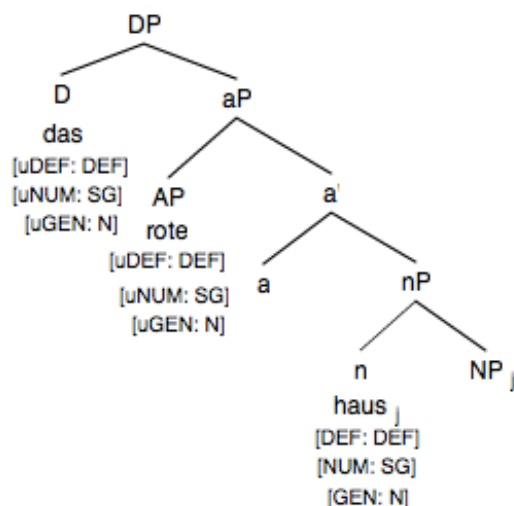 DP
D
aP
das
[uDEF: DEF]
[uNUM: SG]
[uGEN: N]
AP
a'
rote
[uDEF: DEF]
[uNUM: SG]
[uGEN: N]
a
nP
n
NP j
haus j
[DEF: DEF]
[NUM: SG]
[GEN: N]